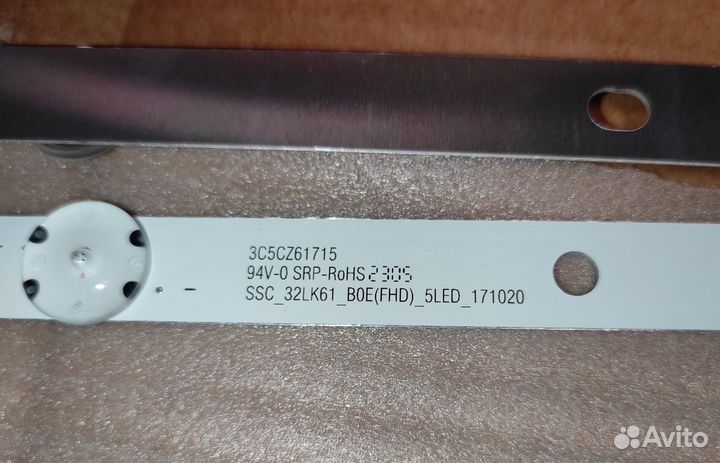 3C5CZ61715
94V-0 SRP-RoHS 2305
SSC_32LK61_B0E(FHD)_5LED_171020
Avito